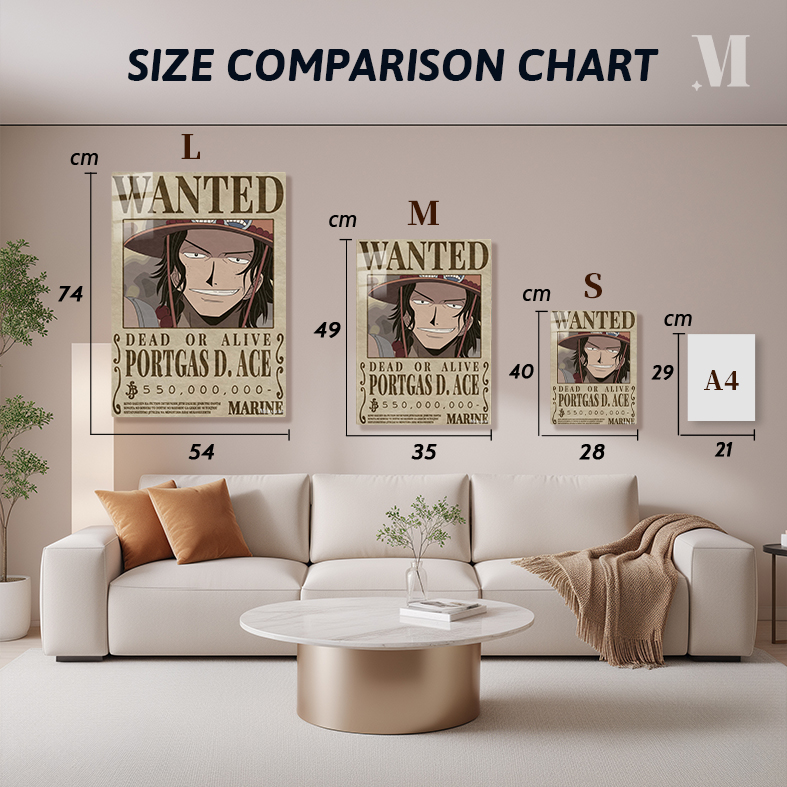 SIZE COMPARISON CHART
M
L
cm
74
54
WANTED
DEAD OR ALIVE
PORTGAS D. ACE
฿550,000,000-
MARINE
M
cm
49
35
WANTED
DEAD OR ALIVE
PORTGAS D. ACE
฿550,000,000-
MARINE
S
cm
40
28
WANTED
DEAD OR ALIVE
PORTGAS D. ACE
฿550,000,000-
MARINE
cm
29
21
A4